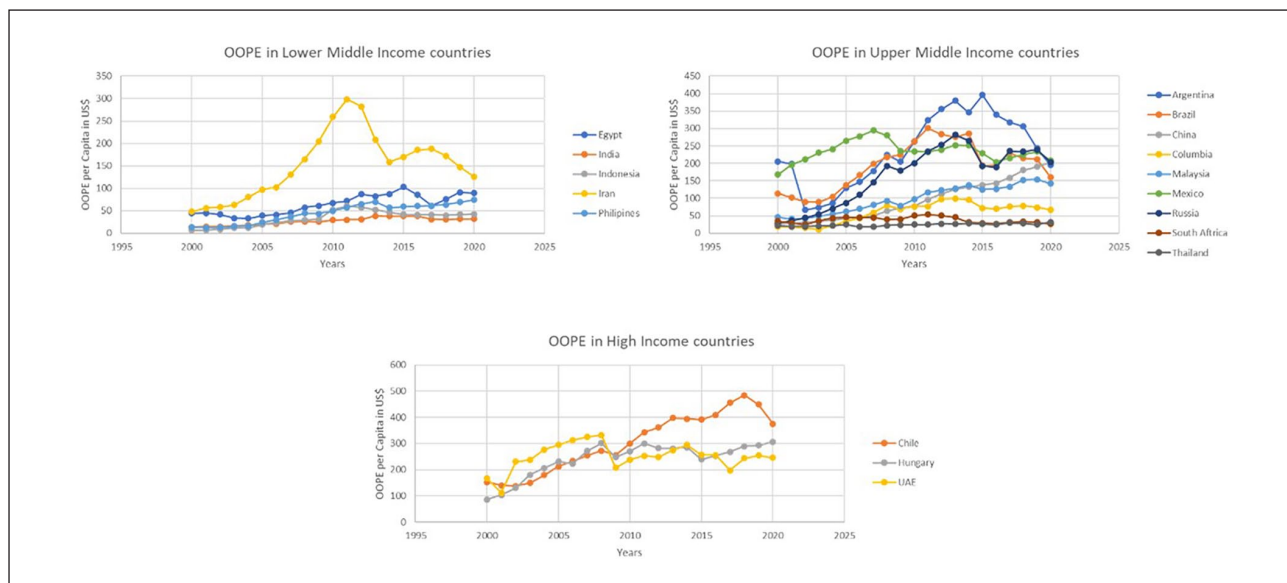 OOPE in Lower Middle Income countries
OOPE per Capita in US$
350
300
250
200
150
100
50
0
1995
2000
2005
2010
2015
2020
2025
Years
Egypt
India
Indonesia
Iran
Philipines
OOPE in Upper Middle Income countries
OOPE per Capita in US$
450
400
350
300
250
200
150
100
50
0
1995
2000
2005
2010
2015
2020
2025
Years
Argentina
Brazil
China
Columbia
Malaysia
Mexico
Russia
South Aftrica
Thailand
OOPE in High Income countries
OOPE per Capita in US$
600
500
400
300
200
100
0
1995
2000
2005
2010
2015
2020
2025
Years
Chile
Hungary
UAE